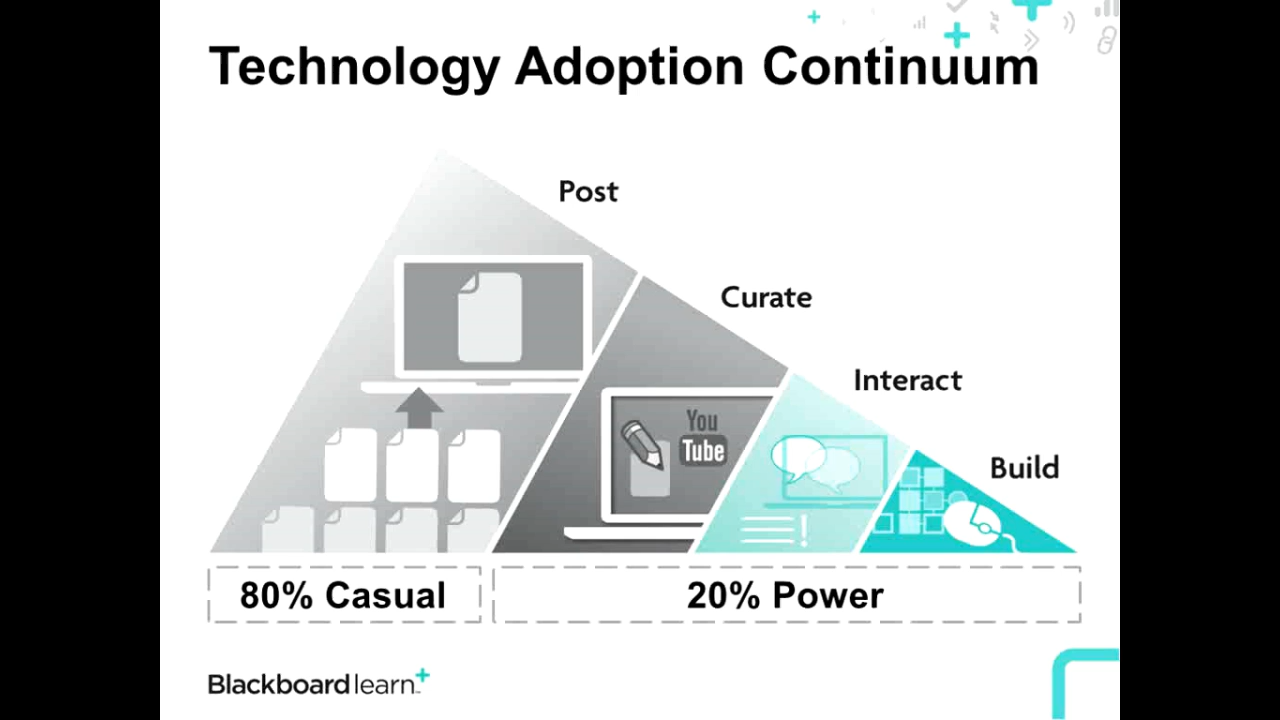 Technology Adoption Continuum
Post
Curate
Interact
Build
You
Tube
!
80% Casual
20% Power
Blackboard learn+